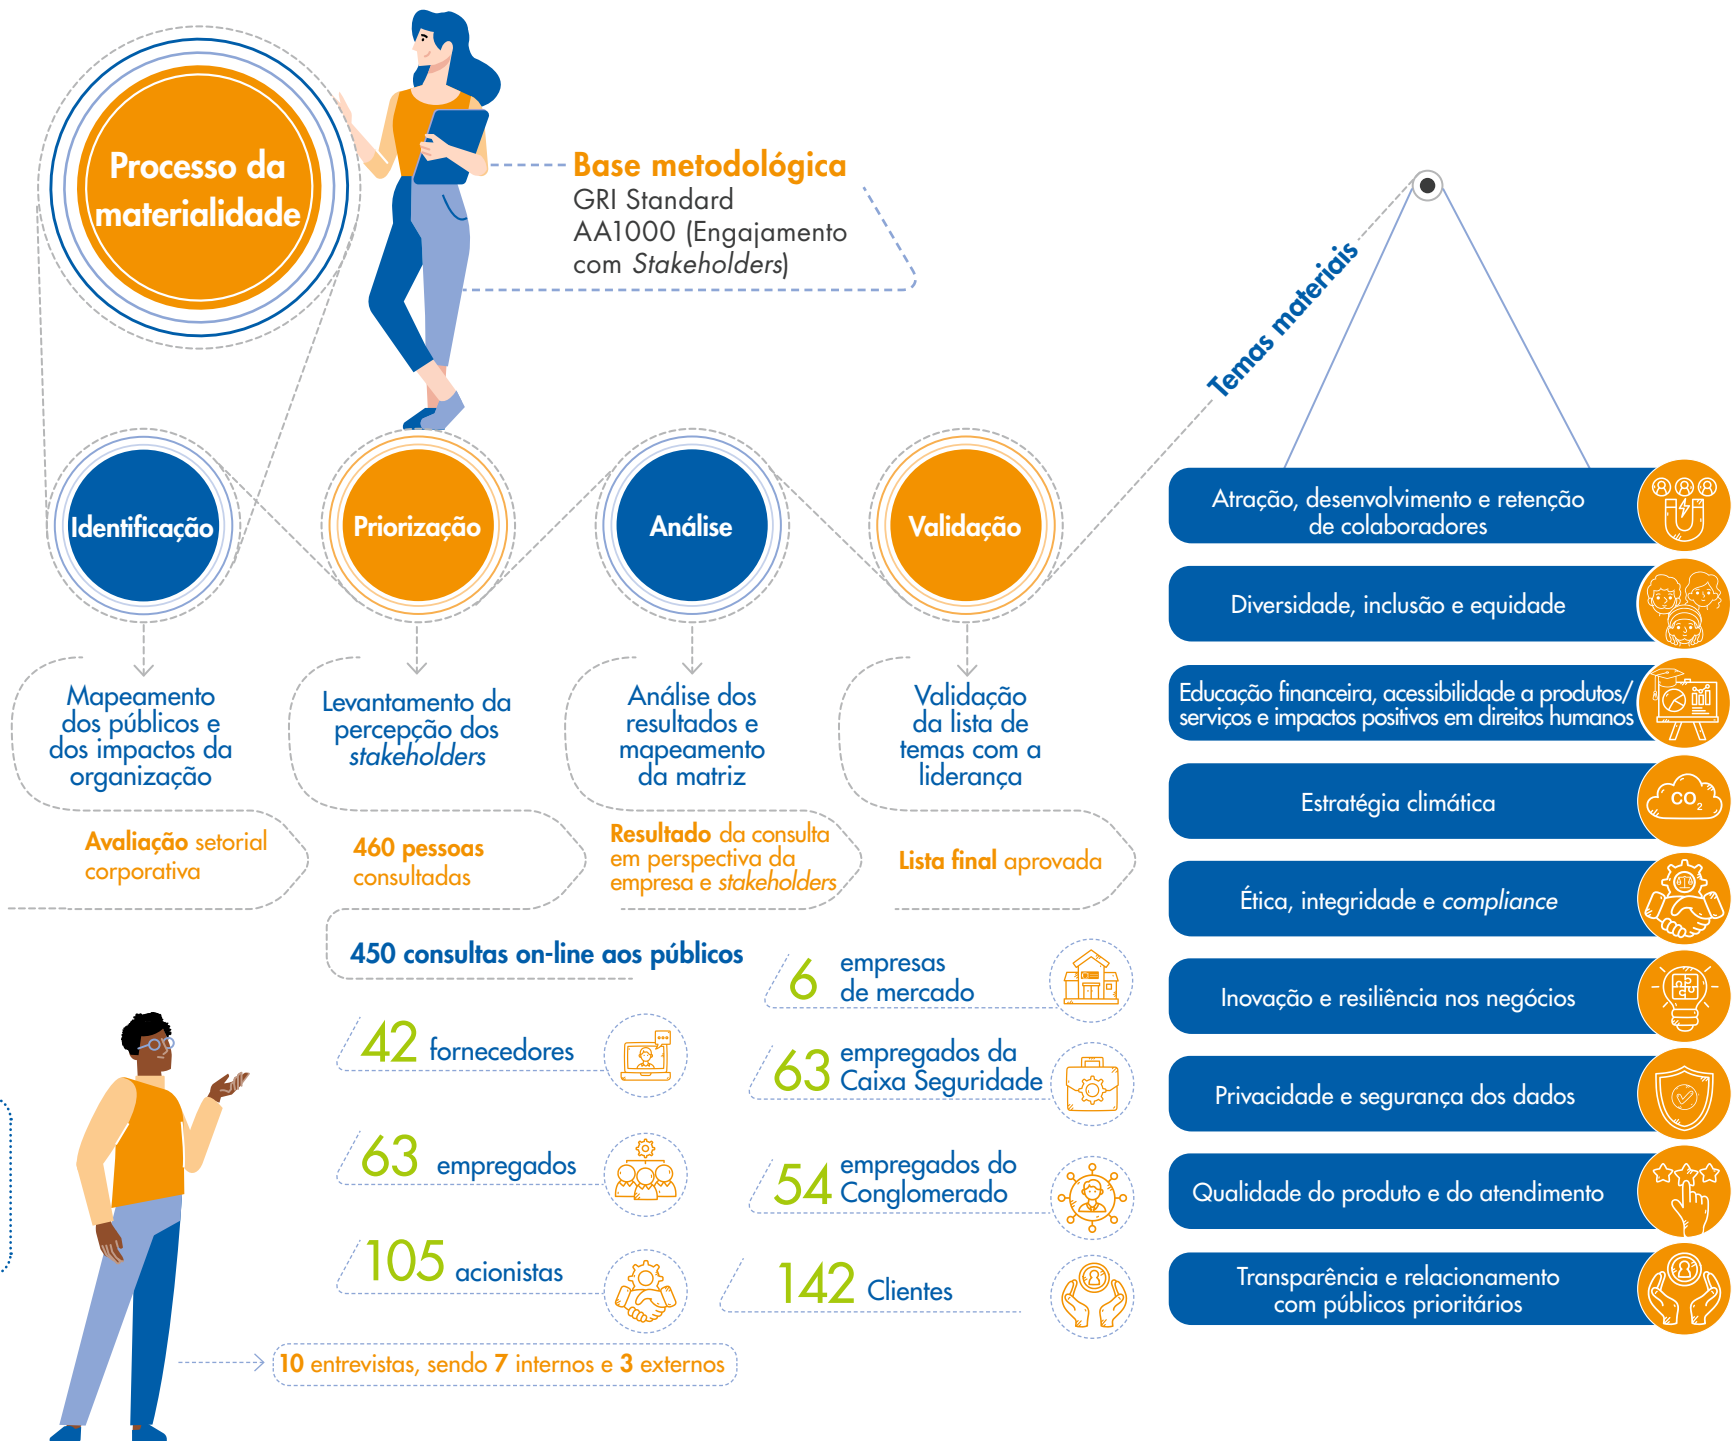 Processo da
materialidade
Base metodológica
GRI Standard
AA1000 (Engajamento
com Stakeholders)
Identificação
Mapeamento
dos públicos e
dos impactos da
organização
Avaliação setorial
corporativa
Priorização
Levantamento da
percepção dos
stakeholders
460 pessoas
consultadas
Análise
Análise dos
resultados e
mapeamento
da matriz
Resultado da consulta
em perspectiva da
empresa e stakeholders
Validação
Validação
da lista de
temas com a
liderança
Lista final aprovada
450 consultas on-line aos públicos
42 fornecedores
63 empregados
105 acionistas
6 empresas
de mercado
63 empregados da
Caixa Seguridade
54 empregados do
Conglomerado
142 Clientes
10 entrevistas, sendo 7 internos e 3 externos
Temas materiais
Atração, desenvolvimento e retenção
de colaboradores
Diversidade, inclusão e equidade
Educação financeira, acessibilidade a produtos/
serviços e impactos positivos em direitos humanos
Estratégia climática
CO2
Ética, integridade e compliance
Inovação e resiliência nos negócios
Privacidade e segurança dos dados
Qualidade do produto e do atendimento
Transparência e relacionamento
com públicos prioritários